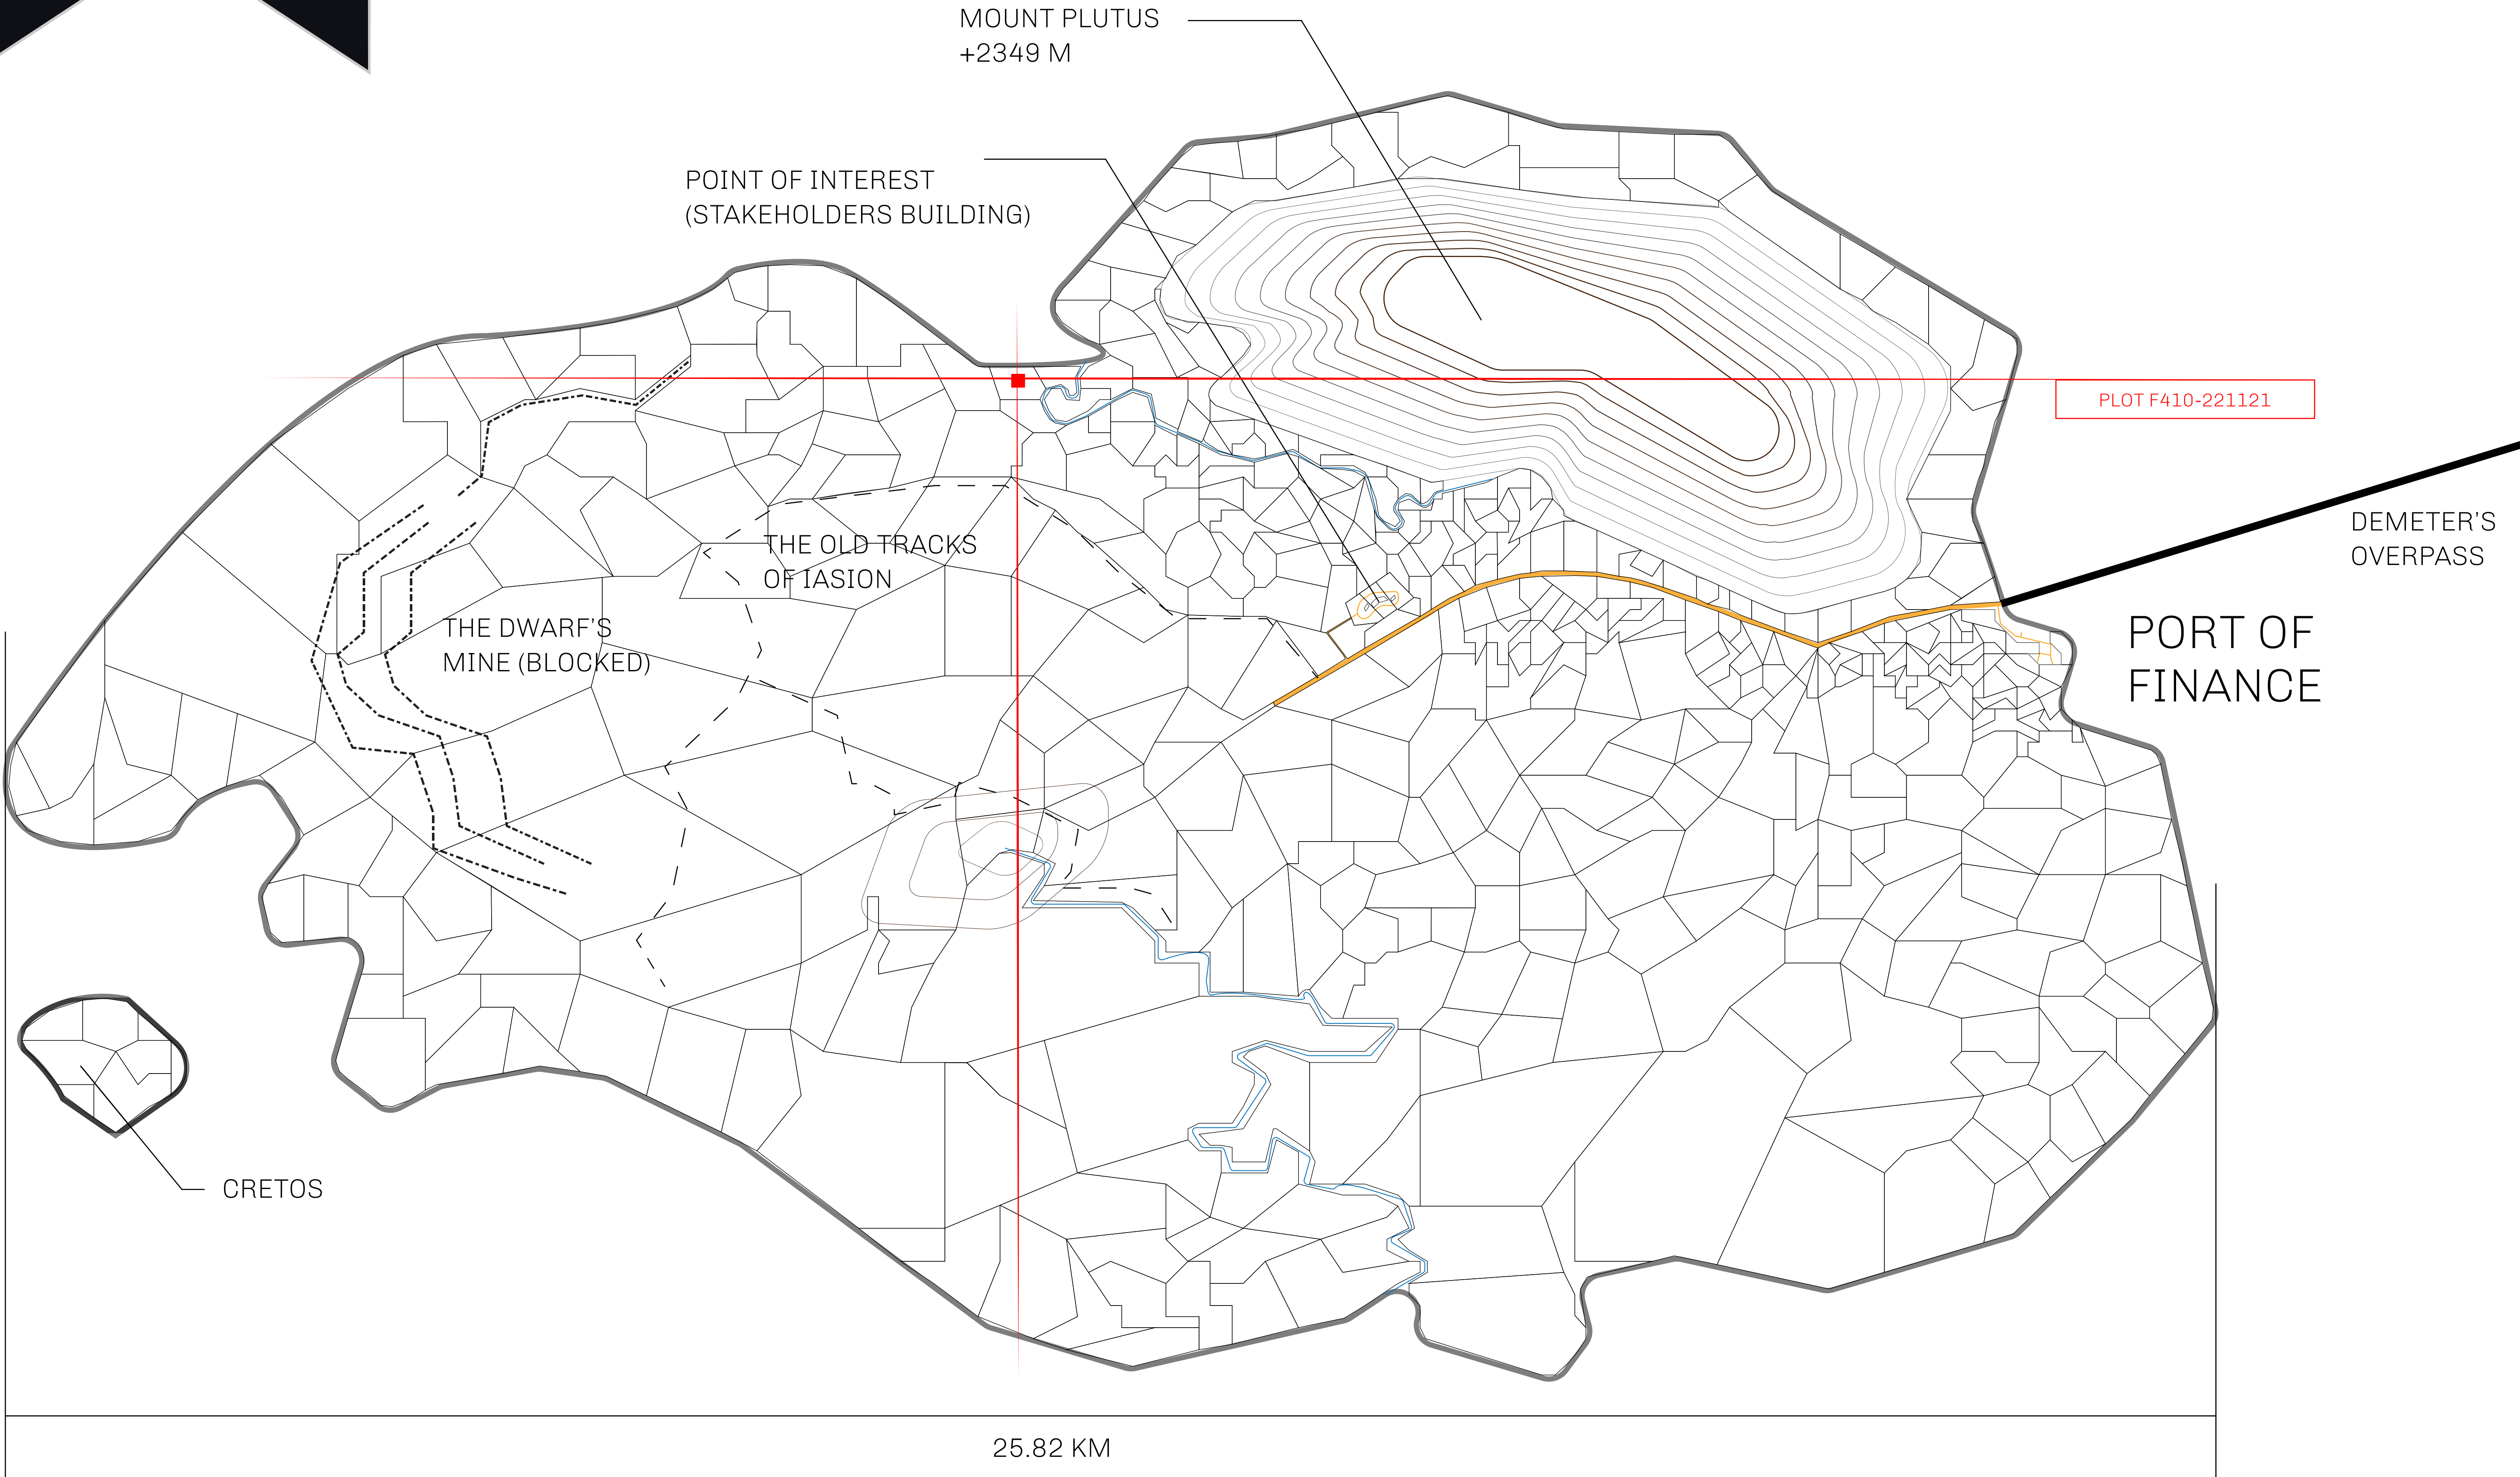 MOUNT PLUTUS
+2349 M
POINT OF INTEREST
(STAKEHOLDERS BUILDING)
PLOT F410-221121
DEMETER'S
OVERPASS
THE OLD TRACKS
OF IASION
THE DWARF'S
MINE (BLOCKED)
PORT OF
FINANCE
CRETOS
25.82 KM